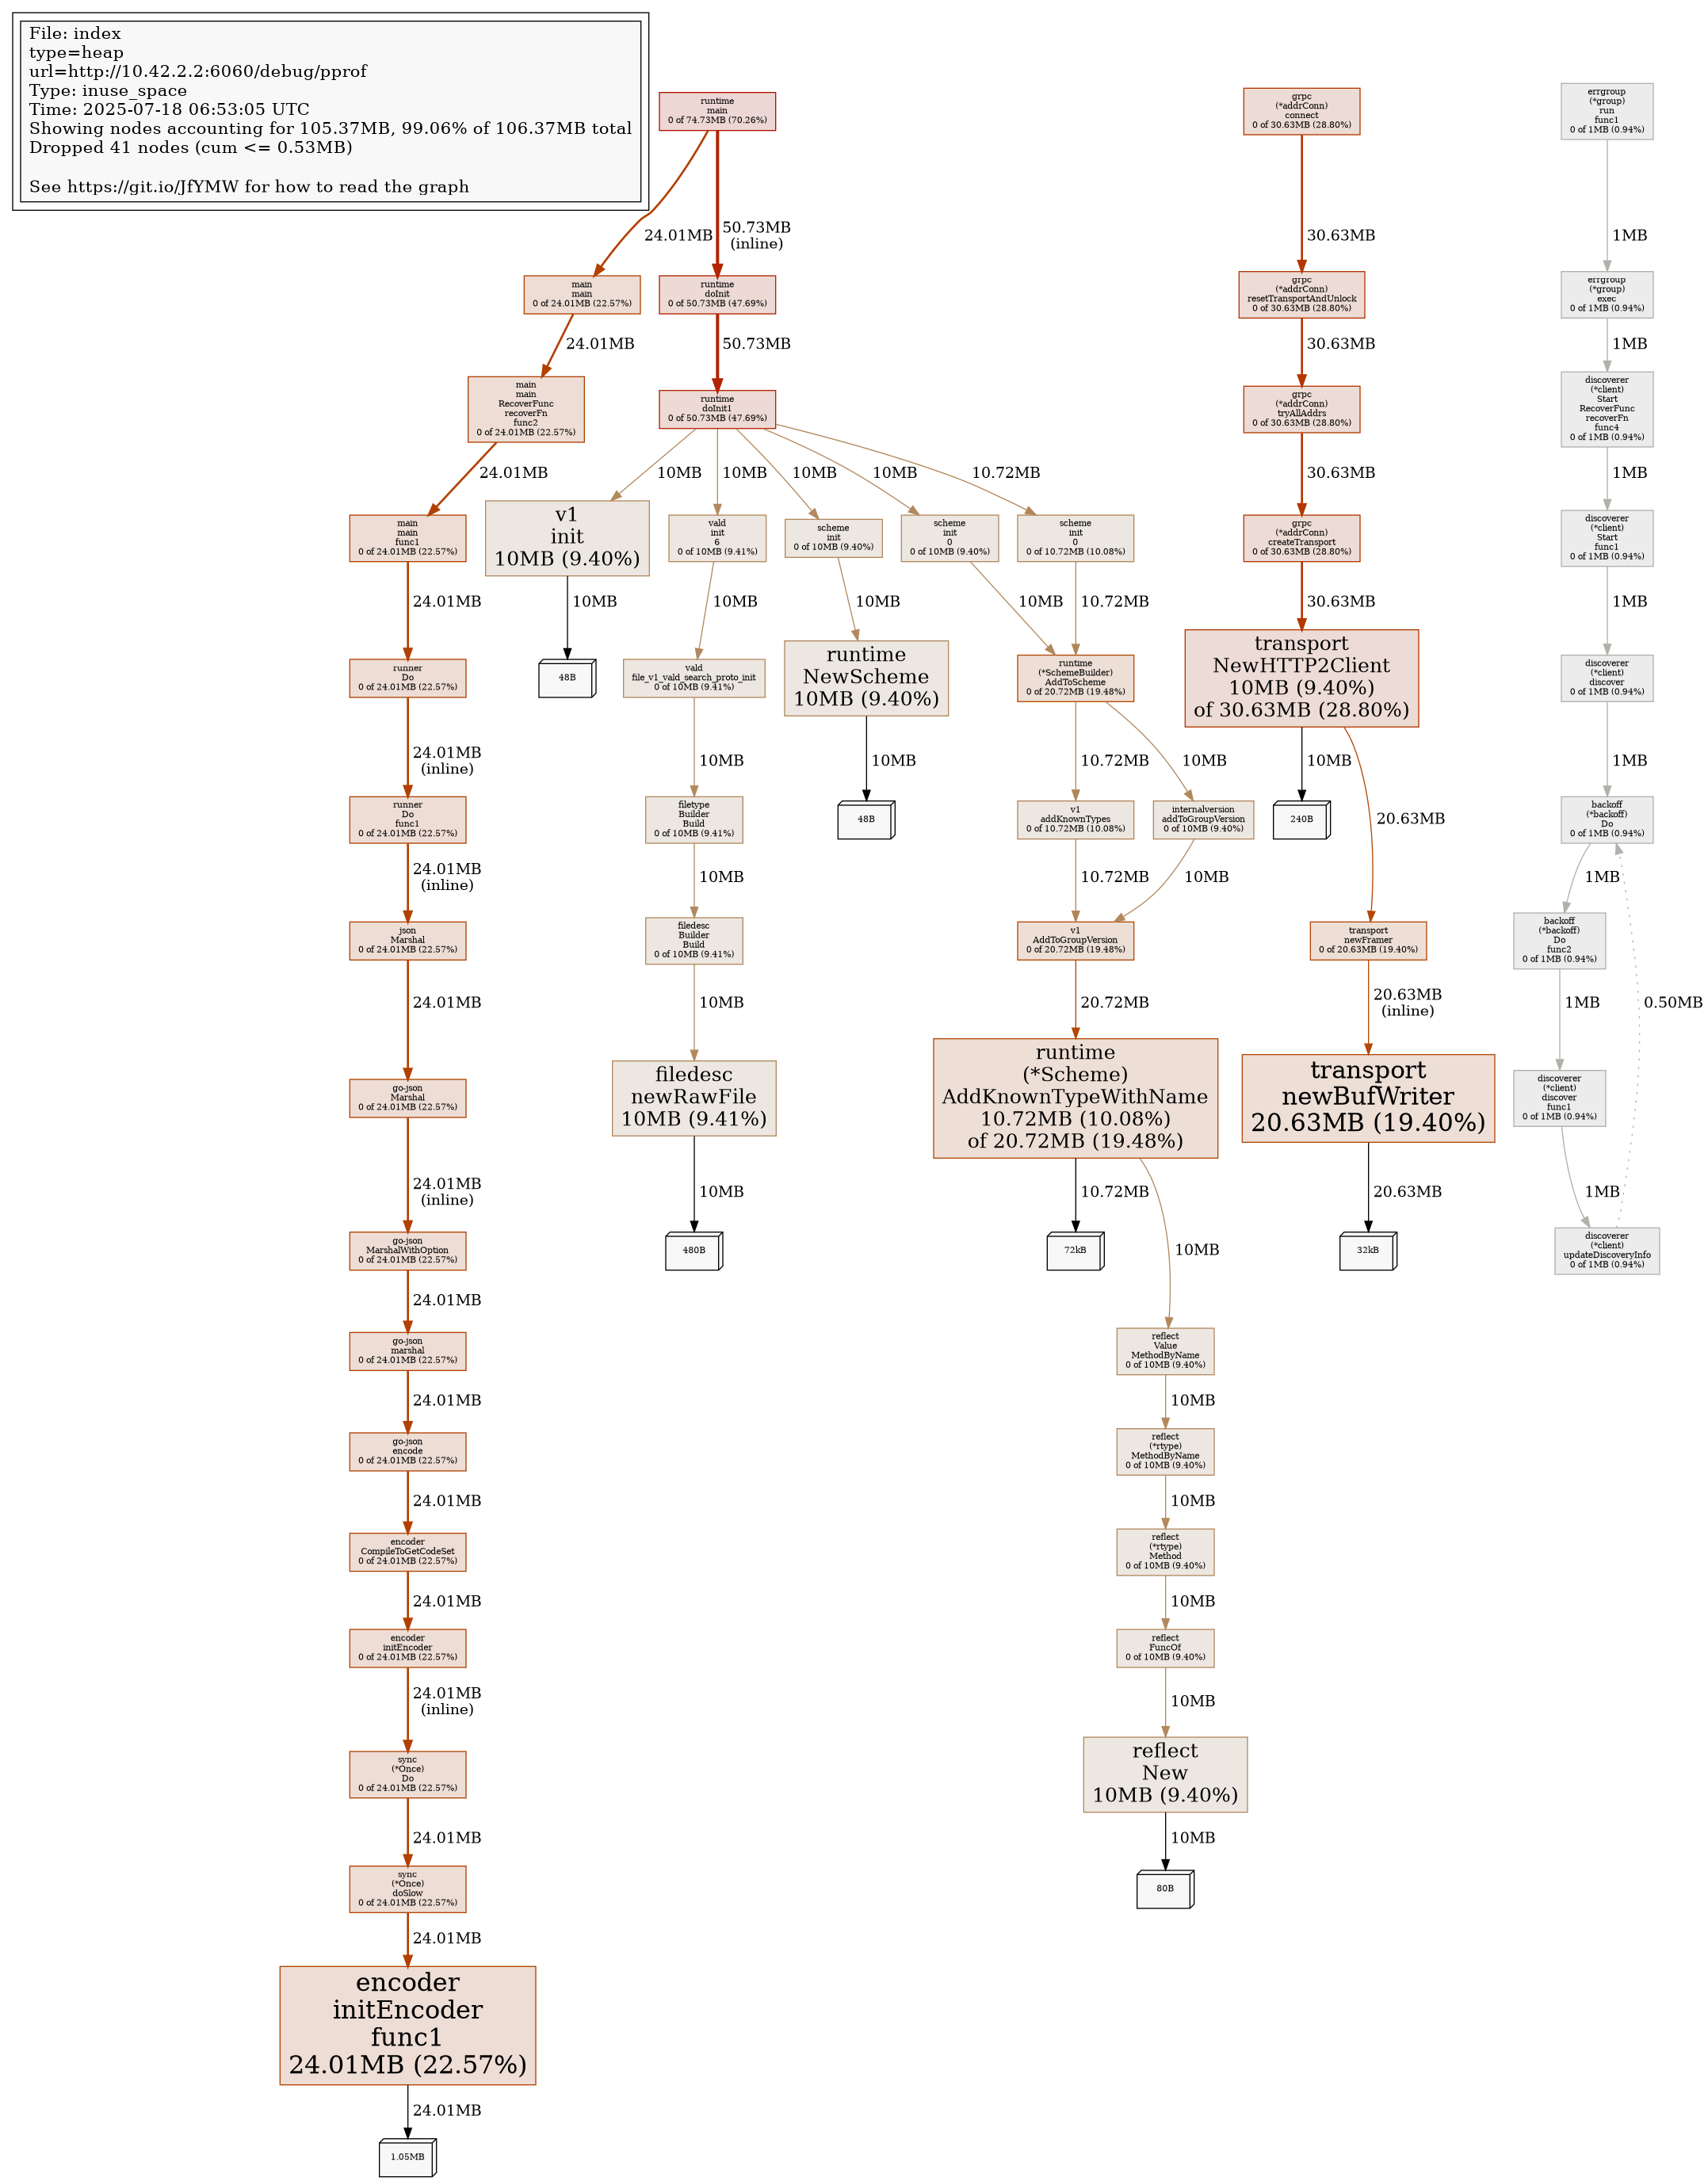 File: index
type=heap
url=http://10.42.2.2:6060/debug/pprof
Type: inuse_space
Time: 2025-07-18 06:53:05 UTC
Showing nodes accounting for 105.37MB, 99.06% of 106.37MB total
Dropped 41 nodes (cum <= 0.53MB)
See https://git.io/JfYMW for how to read the graph
runtime
main
0 of 74.73MB (70.26%)
24.01MB
50.73MB
(inline)
main
main
0 of 24.01MB (22.57%)
24.01MB
main
main
RecoverFunc
recoverFn
func2
0 of 24.01MB (22.57%)
24.01MB
main
main
func1
0 of 24.01MB (22.57%)
24.01MB
runner
Do
0 of 24.01MB (22.57%)
24.01MB
(inline)
runner
Do
func1
0 of 24.01MB (22.57%)
24.01MB
(inline)
json
Marshal
0 of 24.01MB (22.57%)
24.01MB
go-json
Marshal
0 of 24.01MB (22.57%)
24.01MB
(inline)
go-json
MarshalWithOption
0 of 24.01MB (22.57%)
24.01MB
go-json
marshal
0 of 24.01MB (22.57%)
24.01MB
go-json
encode
0 of 24.01MB (22.57%)
24.01MB
encoder
CompileToGetCodeSet
0 of 24.01MB (22.57%)
24.01MB
encoder
initEncoder
0 of 24.01MB (22.57%)
24.01MB
(inline)
sync
(*Once)
Do
0 of 24.01MB (22.57%)
24.01MB
sync
(*Once)
doSlow
0 of 24.01MB (22.57%)
24.01MB
encoder
initEncoder
func1
24.01MB (22.57%)
24.01MB
1.05MB
runtime
doInit
0 of 50.73MB (47.69%)
50.73MB
runtime
doInit1
0 of 50.73MB (47.69%)
10MB
10MB
10MB
10MB
10.72MB
v1
init
10MB (9.40%)
10MB
48B
vald
init
6
0 of 10MB (9.41%)
10MB
vald
file_v1_vald_search_proto_init
0 of 10MB (9.41%)
10MB
filetype
Builder
Build
0 of 10MB (9.41%)
10MB
filedesc
Builder
Build
0 of 10MB (9.41%)
10MB
filedesc
newRawFile
10MB (9.41%)
10MB
480B
scheme
init
0 of 10MB (9.40%)
10MB
runtime
NewScheme
10MB (9.40%)
10MB
48B
scheme
init
0
0 of 10MB (9.40%)
10MB
scheme
init
0
0 of 10.72MB (10.08%)
10.72MB
runtime
(*SchemeBuilder)
AddToScheme
0 of 20.72MB (19.48%)
10.72MB
10MB
v1
addKnownTypes
0 of 10.72MB (10.08%)
10.72MB
internalversion
addToGroupVersion
0 of 10MB (9.40%)
10MB
v1
AddToGroupVersion
0 of 20.72MB (19.48%)
20.72MB
runtime
(*Scheme)
AddKnownTypeWithName
10.72MB (10.08%)
of 20.72MB (19.48%)
10.72MB
72kB
10MB
reflect
Value
MethodByName
0 of 10MB (9.40%)
10MB
reflect
(*rtype)
MethodByName
0 of 10MB (9.40%)
10MB
reflect
(*rtype)
Method
0 of 10MB (9.40%)
10MB
reflect
FuncOf
0 of 10MB (9.40%)
10MB
reflect
New
10MB (9.40%)
10MB
80B
grpc
(*addrConn)
connect
0 of 30.63MB (28.80%)
30.63MB
grpc
(*addrConn)
resetTransportAndUnlock
0 of 30.63MB (28.80%)
30.63MB
grpc
(*addrConn)
tryAllAddrs
0 of 30.63MB (28.80%)
30.63MB
grpc
(*addrConn)
createTransport
0 of 30.63MB (28.80%)
30.63MB
transport
NewHTTP2Client
10MB (9.40%)
of 30.63MB (28.80%)
10MB
240B
20.63MB
transport
newFramer
0 of 20.63MB (19.40%)
20.63MB
(inline)
transport
newBufWriter
20.63MB (19.40%)
20.63MB
32kB
errgroup
(*group)
run
func1
0 of 1MB (0.94%)
1MB
errgroup
(*group)
exec
0 of 1MB (0.94%)
1MB
discoverer
(*client)
Start
RecoverFunc
recoverFn
func4
0 of 1MB (0.94%)
1MB
discoverer
(*client)
Start
func1
0 of 1MB (0.94%)
1MB
discoverer
(*client)
discover
0 of 1MB (0.94%)
1MB
backoff
(*backoff)
Do
0 of 1MB (0.94%)
1MB
backoff
(*backoff)
Do
func2
0 of 1MB (0.94%)
1MB
discoverer
(*client)
discover
func1
0 of 1MB (0.94%)
1MB
discoverer
(*client)
updateDiscoveryInfo
0 of 1MB (0.94%)
0.50MB